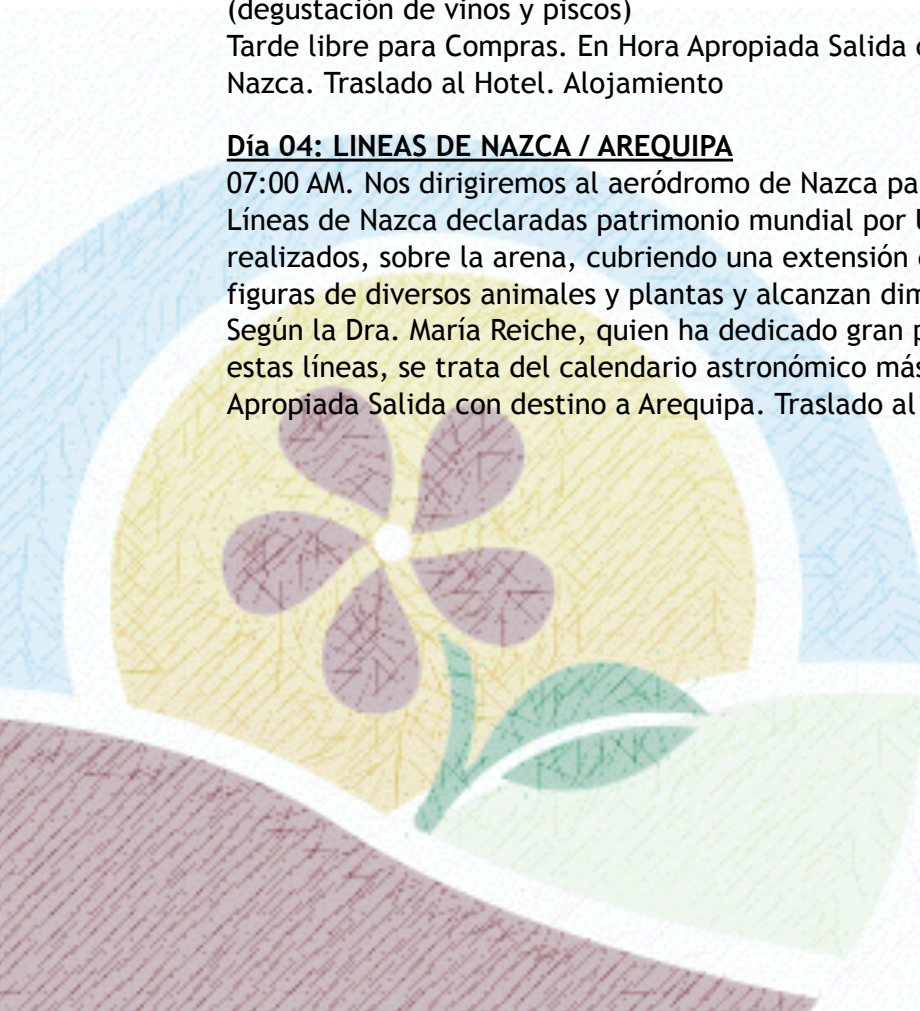 (degustación de vinos y piscos)
Tarde libre para Compras. En Hora Apropiada Salida
Nazca. Traslado al Hotel. Alojamiento
Día 04: LINEAS DE NAZCA / AREQUIPA
07:00 AM. Nos dirigiremos al aeródromo de Nazca
Líneas de Nazca declaradas patrimonio mundial por
realizados, sobre la arena, cubriendo una extensión
figuras de diversos animales y plantas y alcanzan
Según la Dra. María Reiche, quien ha dedicado gran
estas líneas, se trata del calendario astronómico
Apropiada Salida con destino a Arequipa. Traslado al